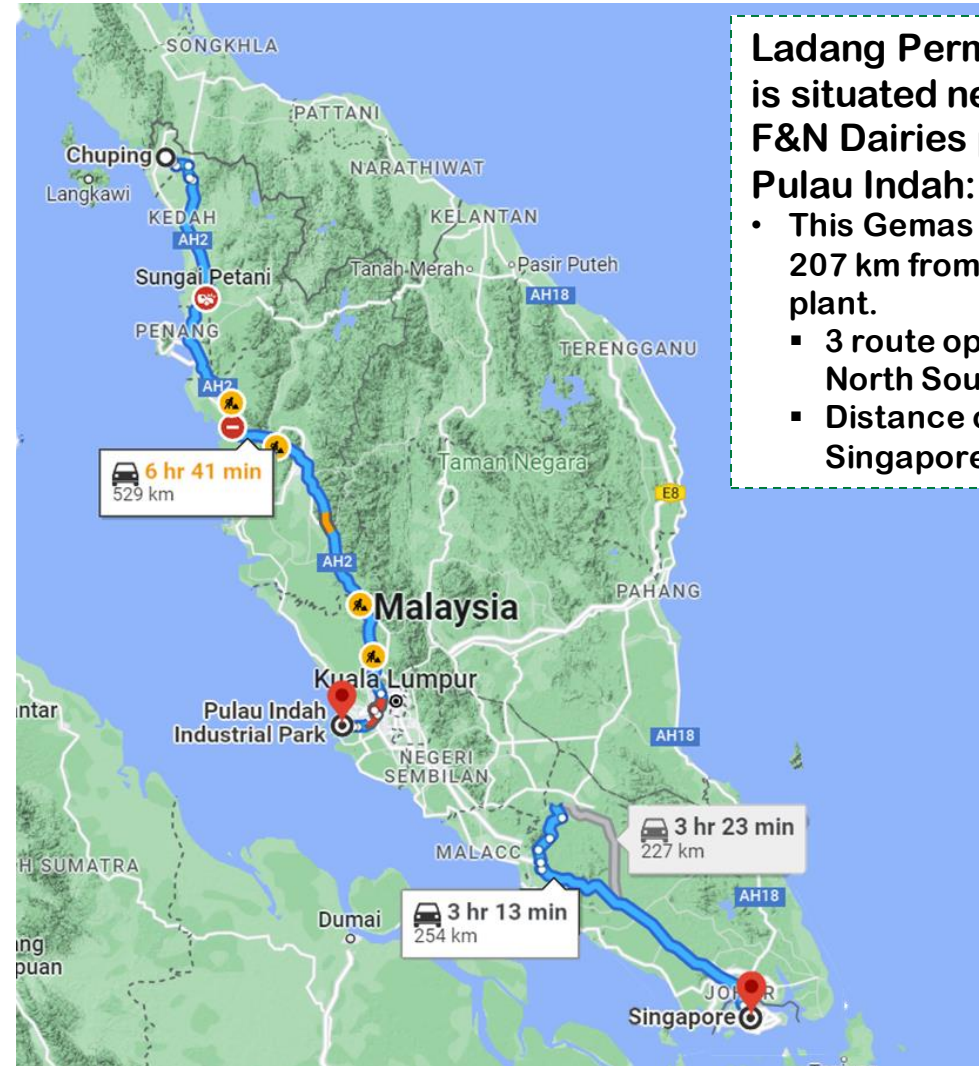 SONGKHLA
PATTANI
Chuping
NARATHIWAT
Langkawi
KEDAH
KELANTAN
AH2
Tanah Merah
Pasir Puteh
Sungai Petani
AH18
PENANG
TERENGGANU
AH2
Taman Negara
6 hr 41 min
529 km
E8
AH2
PAHANG
Malaysia
Kuala Lumpur
ntar
Pulau Indah
Industrial Park
AH18
NEGERI
SEMBILAN
3 hr 23 min
227 km
MALACC
H SUMATRA
AH18
3 hr 13 min
254 km
Dumai
ng
puan
JO R
Singapore
Ladang Perm
is situated ne
F&N Dairies
Pulau Indah:
• This Gemas
207 km from
plant.
▪ 3 route op
North Sou
▪ Distance
Singapore